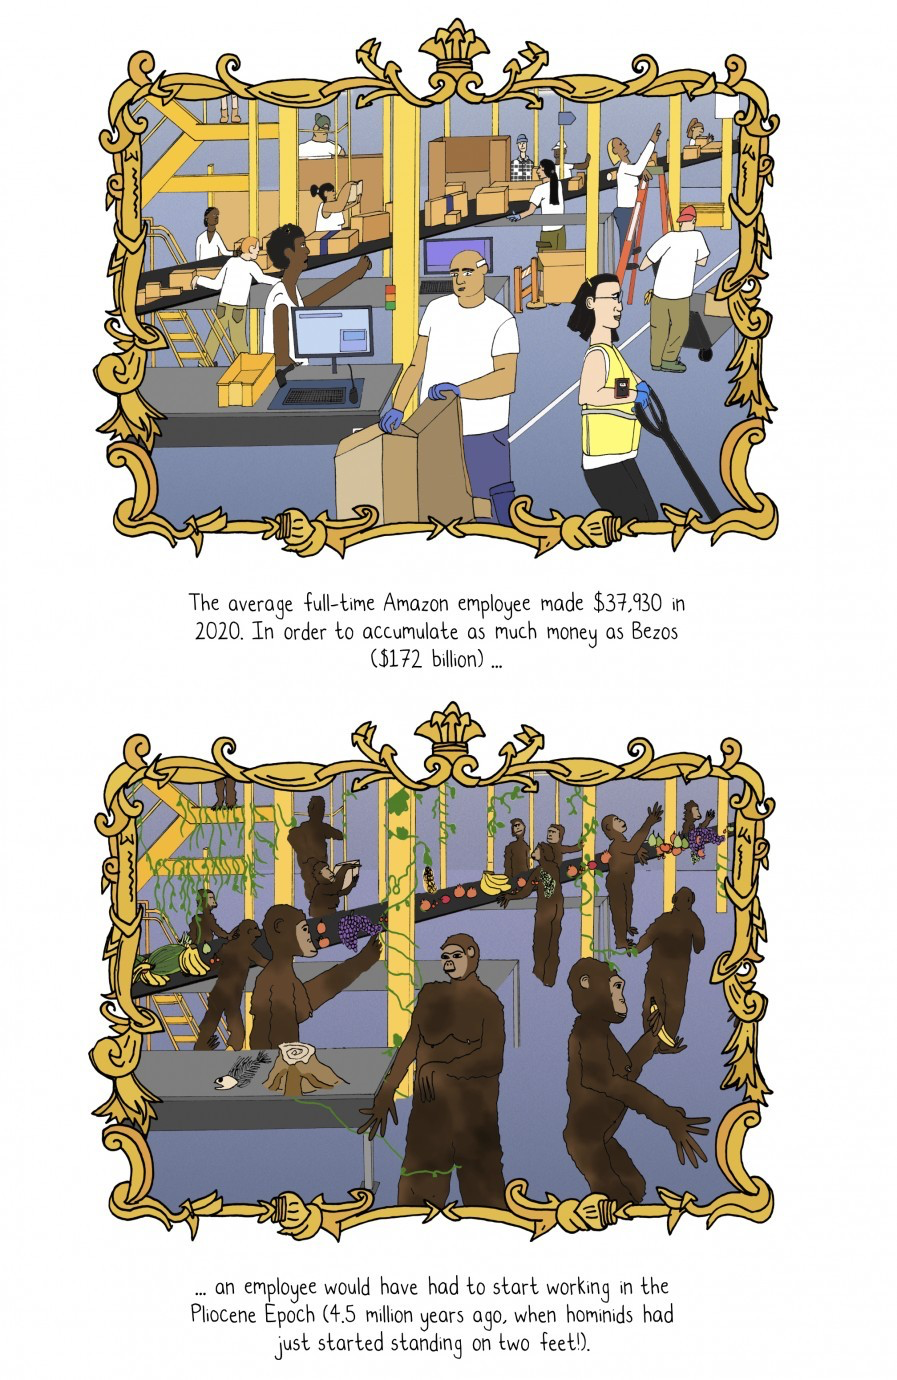 The average full-time Amazon employee made $37,930 in
2020. In order to accumulate as much money as Bezos
($172 billion) ...
... an employee would have had to start working in the
Pliocene Epoch (4.5 million years ago, when hominids had
just started standing on two feet!).